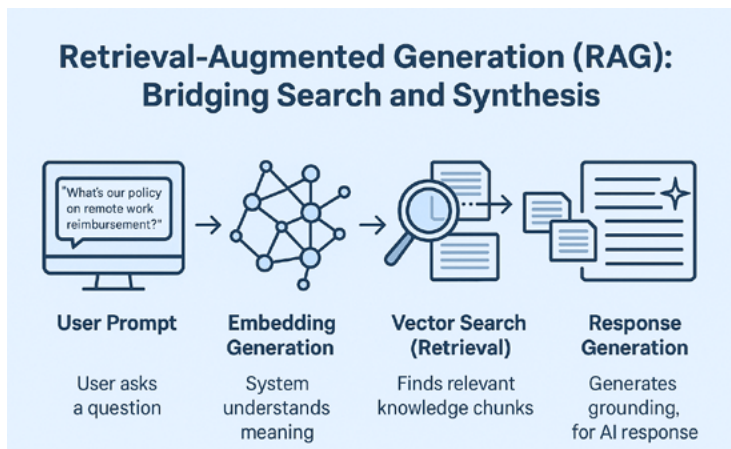 Retrieval-Augmented Generation (RAG):
Bridging Search and Synthesis
"What's our policy
on remote work
reimbursement?"
User Prompt
User asks
a question
Embedding
Generation
System
understands
meaning
Vector Search
(Retrieval)
Finds relevant
knowledge chunks
Response
Generation
Generates
grounding,
for AI response